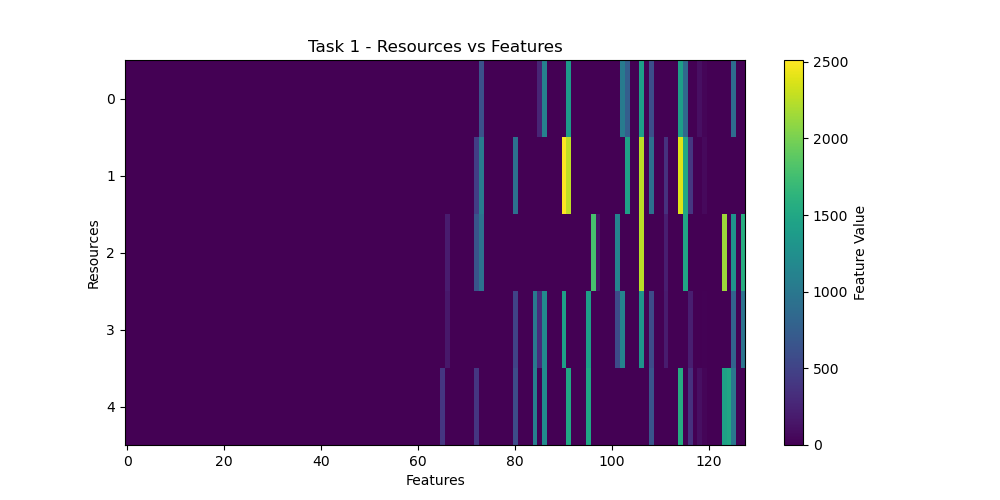 Task 1 - Resources vs Features
Resources
0
1
2
3
4
0 20 40 60 80 100 120
Features
2500
2000
1500
1000
500
0
Feature Value